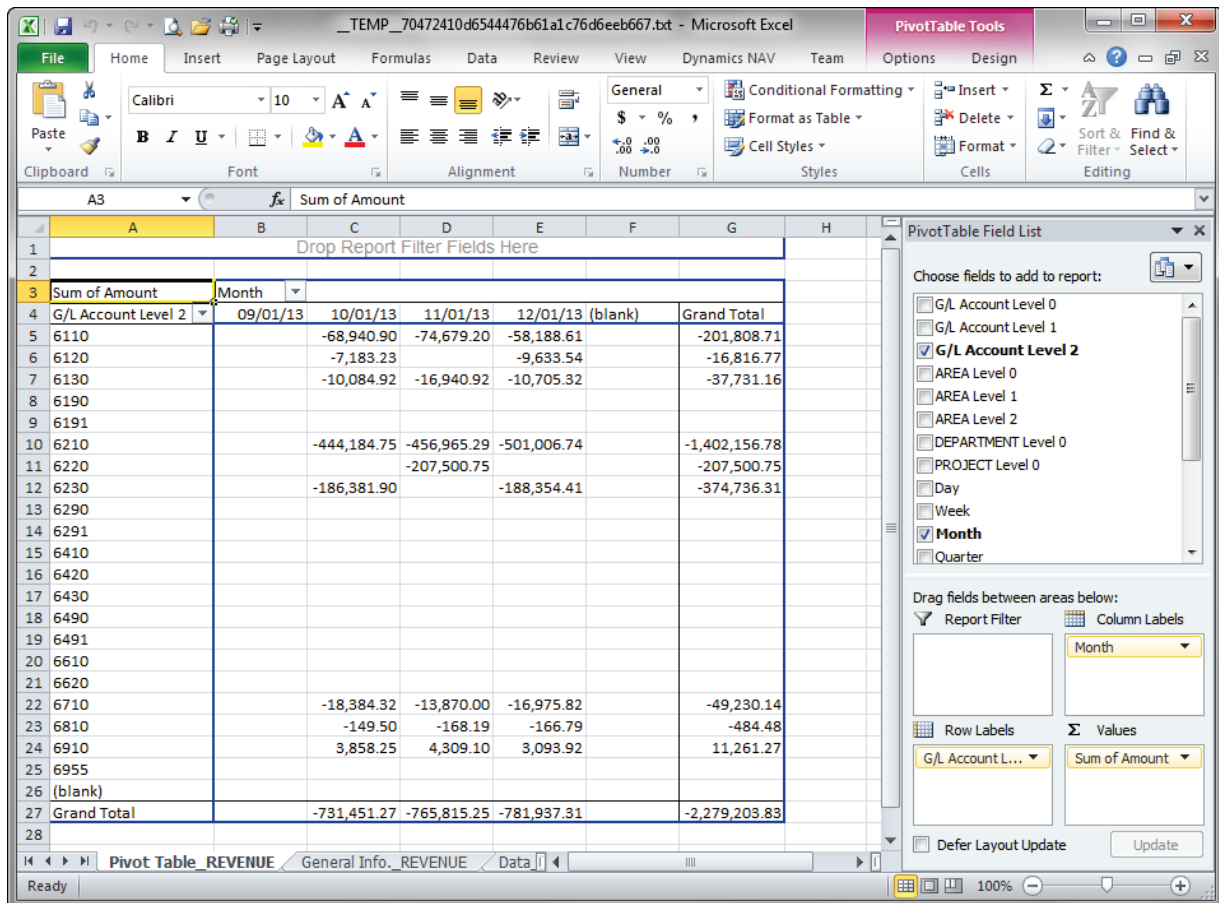 __TEMP__70472410d6544476b61a1c76d6eeb667.txt - Microsoft Excel
PivotTable Tools
File Home Insert Page Layout Formulas Data Review View Dynamics NAV Team Options Design
Paste
Calibri 10
B I U
General
$ % ,
Conditional Formatting
Format as Table
Cell Styles
Insert
Delete
Format
Σ
Sort & Filter
Find & Select
Clipboard Font Alignment Number Styles Cells Editing
A3 fx Sum of Amount
A B C D E F G H
1 Drop Report Filter Fields Here
2
3 Sum of Amount Month
4 G/L Account Level 2 09/01/13 10/01/13 11/01/13 12/01/13 (blank) Grand Total
5 6110 -68,940.90 -74,679.20 -58,188.61 -201,808.71
6 6120 -7,183.23 -9,633.54 -16,816.77
7 6130 -10,084.92 -16,940.92 -10,705.32 -37,731.16
8 6190
9 6191
10 6210 -444,184.75 -456,965.29 -501,006.74 -1,402,156.78
11 6220 -207,500.75 -207,500.75
12 6230 -186,381.90 -188,354.41 -374,736.31
13 6290
14 6291
15 6410
16 6420
17 6430
18 6490
19 6491
20 6610
21 6620
22 6710 -18,384.32 -13,870.00 -16,975.82 -49,230.14
23 6810 -149.50 -168.19 -166.79 -484.48
24 6910 3,858.25 4,309.10 3,093.92 11,261.27
25 6955
26 (blank)
27 Grand Total -731,451.27 -765,815.25 -781,937.31 -2,279,203.83
28
Pivot Table_REVENUE General Info._REVENUE Data_
Ready
100%
PivotTable Field List
Choose fields to add to report:
G/L Account Level 0
G/L Account Level 1
G/L Account Level 2
AREA Level 0
AREA Level 1
AREA Level 2
DEPARTMENT Level 0
PROJECT Level 0
Day
Week
Month
Quarter
Drag fields between areas below:
Report Filter Column Labels
Month
Row Labels Σ Values
G/L Account L... Sum of Amount
Defer Layout Update Update